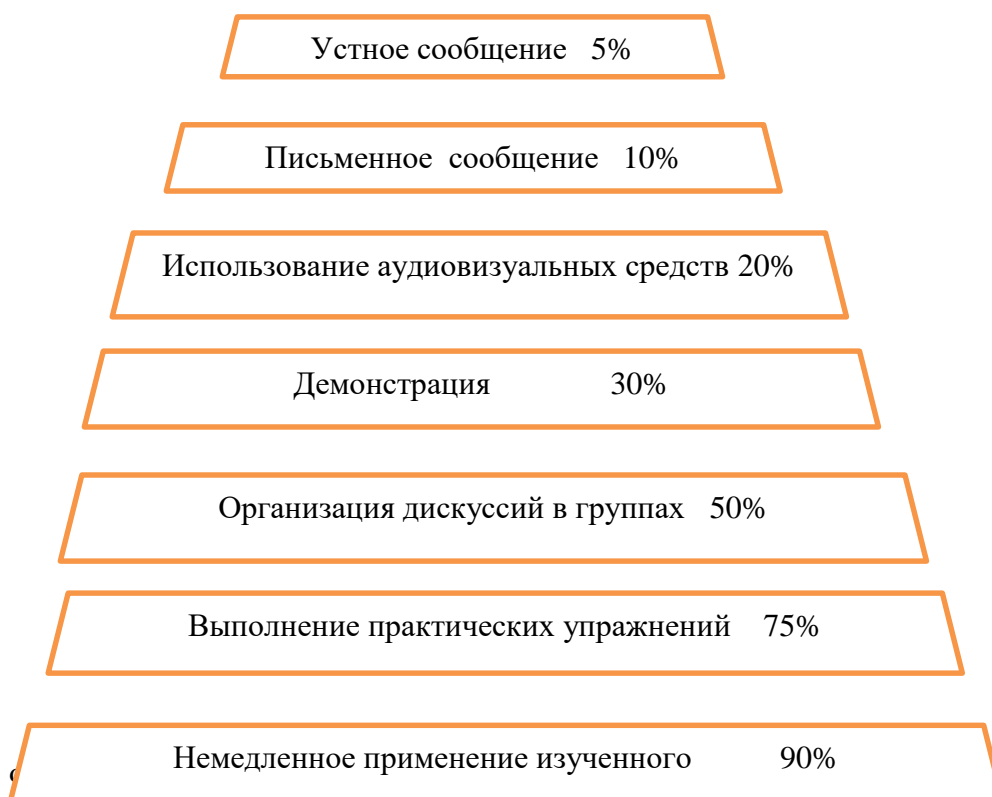 Устное сообщение 5%
Письменное сообщение 10%
Использование аудиовизуальных средств 20%
Демонстрация 30%
Организация дискуссий в группах 50%
Выполнение практических упражнений 75%
Немедленное применение изученного 90%